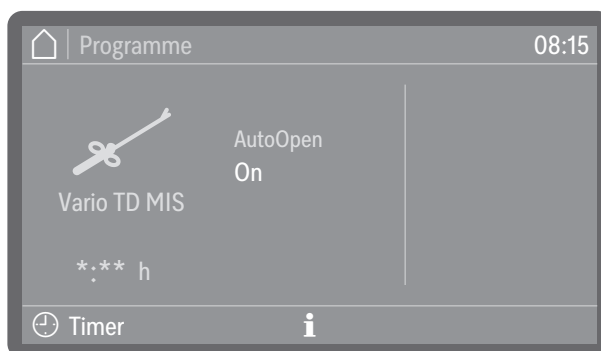 Programme 08:15
AutoOpen
On
Vario TD MIS
*:** h
Timer i